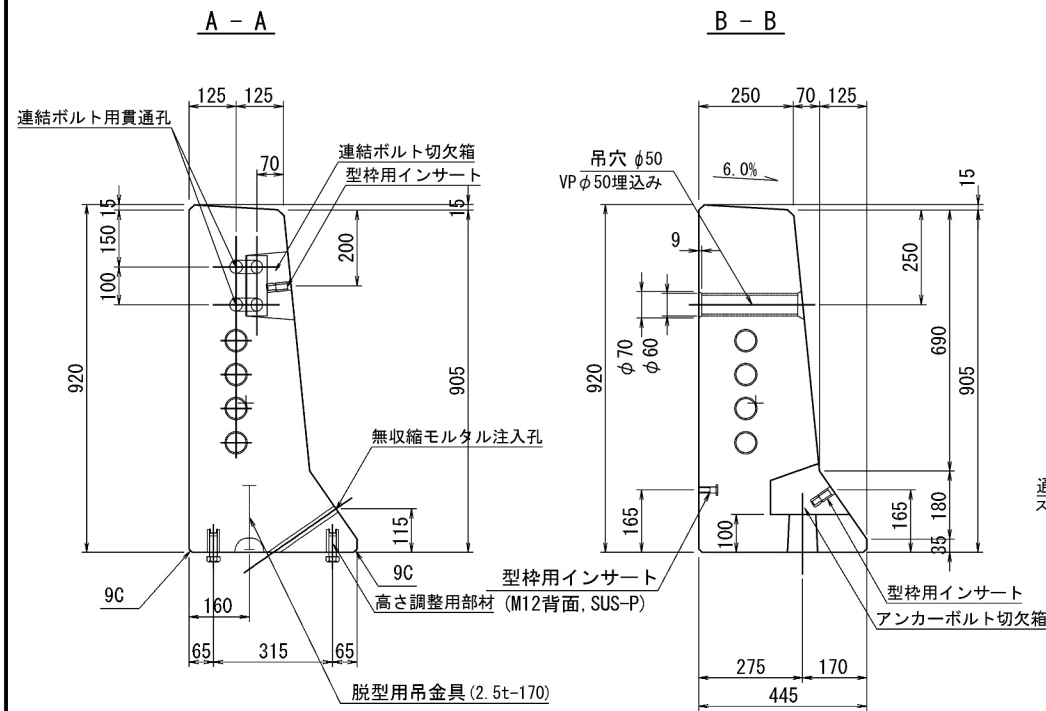 A - A
125
125
連結ボルト用貫通孔
70
連結ボルト切欠箱
型枠用インサート
15
150
100
15
200
920
905
無収縮モルタル注入孔
115
9C
9C
高さ調整用部材
160
65
315
65
脱型用吊金具(2.5t-170)
B - B
250
70
125
吊穴 φ50
VPφ50埋込み
6.0%
15
9
250
φ70
φ60
920
690
905
165
100
165
180
35
型枠用インサート
(M12背面,SUS-P)
型枠用インサート
アンカーボルト切欠箱
275
170
445